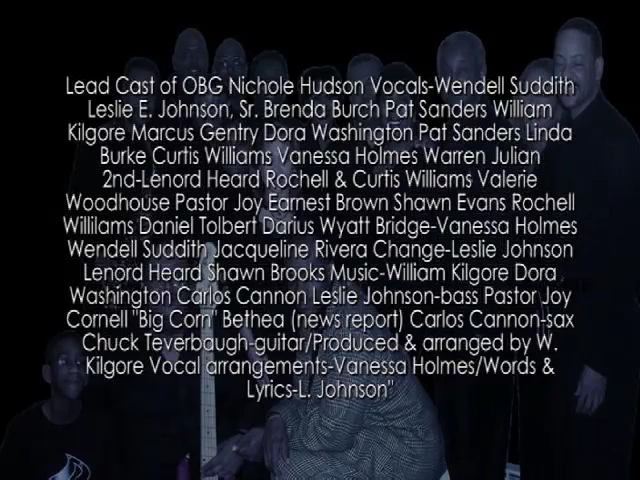 Lead Cast of OBG Nichole Hudson Vocals-Wendell Suddith
Leslie E. Johnson, Sr. Brenda Burch Pat Sanders William
Kilgore Marcus Gentry Dora Washington Pat Sanders Linda
Burke Curtis Williams Vanessa Holmes Warren Julian
2nd-Lenord Heard Rochell & Curtis Williams Valerie
Woodhouse Pastor Joy Earnest Brown Shawn Evans Rochell
Willilams Daniel Tolbert Darius Wyatt Bridge-Vanessa Holmes
Wendell Suddith Jacqueline Rivera Change-Leslie Johnson
Lenord Heard Shawn Brooks Music-William Kilgore Dora
Washington Carlos Cannon Leslie Johnson-bass Pastor Joy
Cornell "Big Corn" Bethea (news report) Carlos Cannon-sax
Chuck Teverbaugh-guitar/Produced & arranged by W.
Kilgore Vocal arrangements-Vanessa Holmes/Words &
Lyrics-L. Johnson"